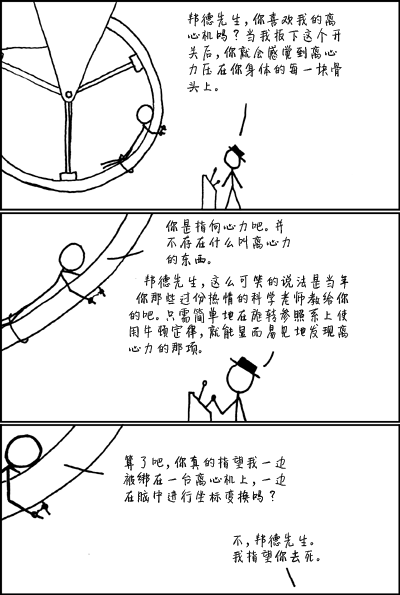 邦德先生,你喜欢我的离
心机吗?当我按下这个开
关后,你就会感觉到离心
力压在你身体的每一块骨
头上。
你是指向心力吧。并
不存在什么叫离心力
的东西。
邦德先生,这么可笑的说法是当年
你那些过份热情的科学老师教给你
的吧。只需简单地在旋转参照系上使
用牛顿定律,就能显而易见地发现离
心力的那项。
算了吧,你真的指望我一边
被绑在一台离心机上,一边
在脑中进行坐标变换吗?
不,邦德先生。
我指望你去死。